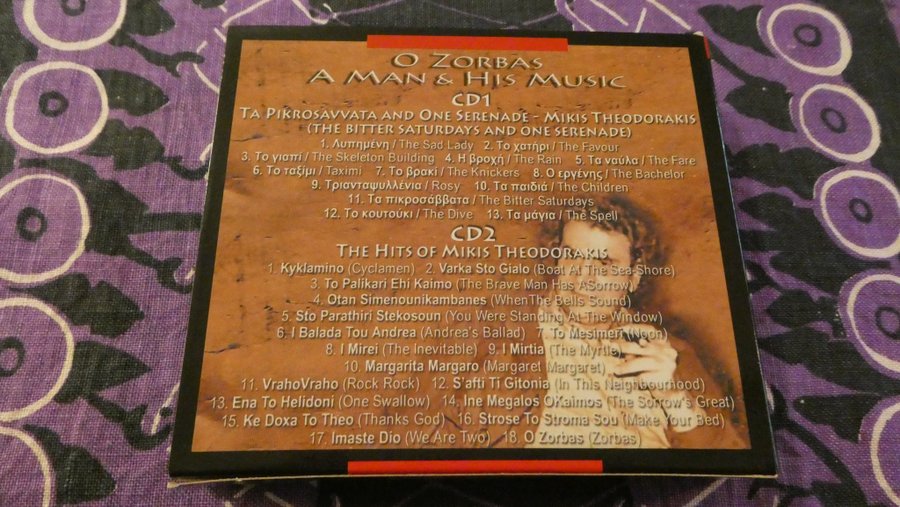 O ZORBAS
A MAN & HIS MUSIC
CD1
TA PIKROSAVVATA AND ONE SERENADE - MIKIS THEODORAKIS
(THE BITTER SATURDAYS AND ONE SERENADE)
1. Λυπημένη / The Sad Lady 2. Το χατήρι / The Favour
3. Το γιαπί / The Skeleton Building 4. Η βροχή / The Rain 5. Τα ναύλα / The Fare
6. Το ταξίμι / Taximi 7. Το βρακί / The Knickers 8. Ο εργένης / The Bachelor
9. Τριανταψυλλένια / Rosy 10. Τα παιδιά / The Children
11. Τα πικροσάββατα / The Bitter Saturdays
12. Το κουτούκι / The Dive 13. Τα μάγια / The Spell
CD2
THE HITS OF MIKIS THEODORAKIS
1. Kyklamino (Cyclamen) 2. Varka Sto Gialo (Boat At The Sea-Shore)
3. To Palikari Ehi Kaimo (The Brave Man Has ASorrow)
4. Otan Simenounikambanes (WhenThe Bells Sound)
5. Sto Parathiri Stekosoun (You Were Standing At The Window)
6. I Balada Tou Andrea (Andrea's Ballad) 7. To Mesimeri (Noon)
8. I Mirei (The Inevitable) 9. I Mirtia (The Myrtle)
10. Margarita Margaro (Margaret Margaret)
11. VrahoVraho (Rock Rock) 12. S'afti Ti Gitonia (In This Neighbourhood)
13. Ena To Helidoni (One Swallow) 14. Ine Megalos OKaimos (The Sorrow's Great)
15. Ke Doxa To Theo (Thanks God) 16. Strose To Stroma Sou (Make Your Bed)
17. Imaste Dio (We Are Two) 18. O Zorbas (Zorbas)